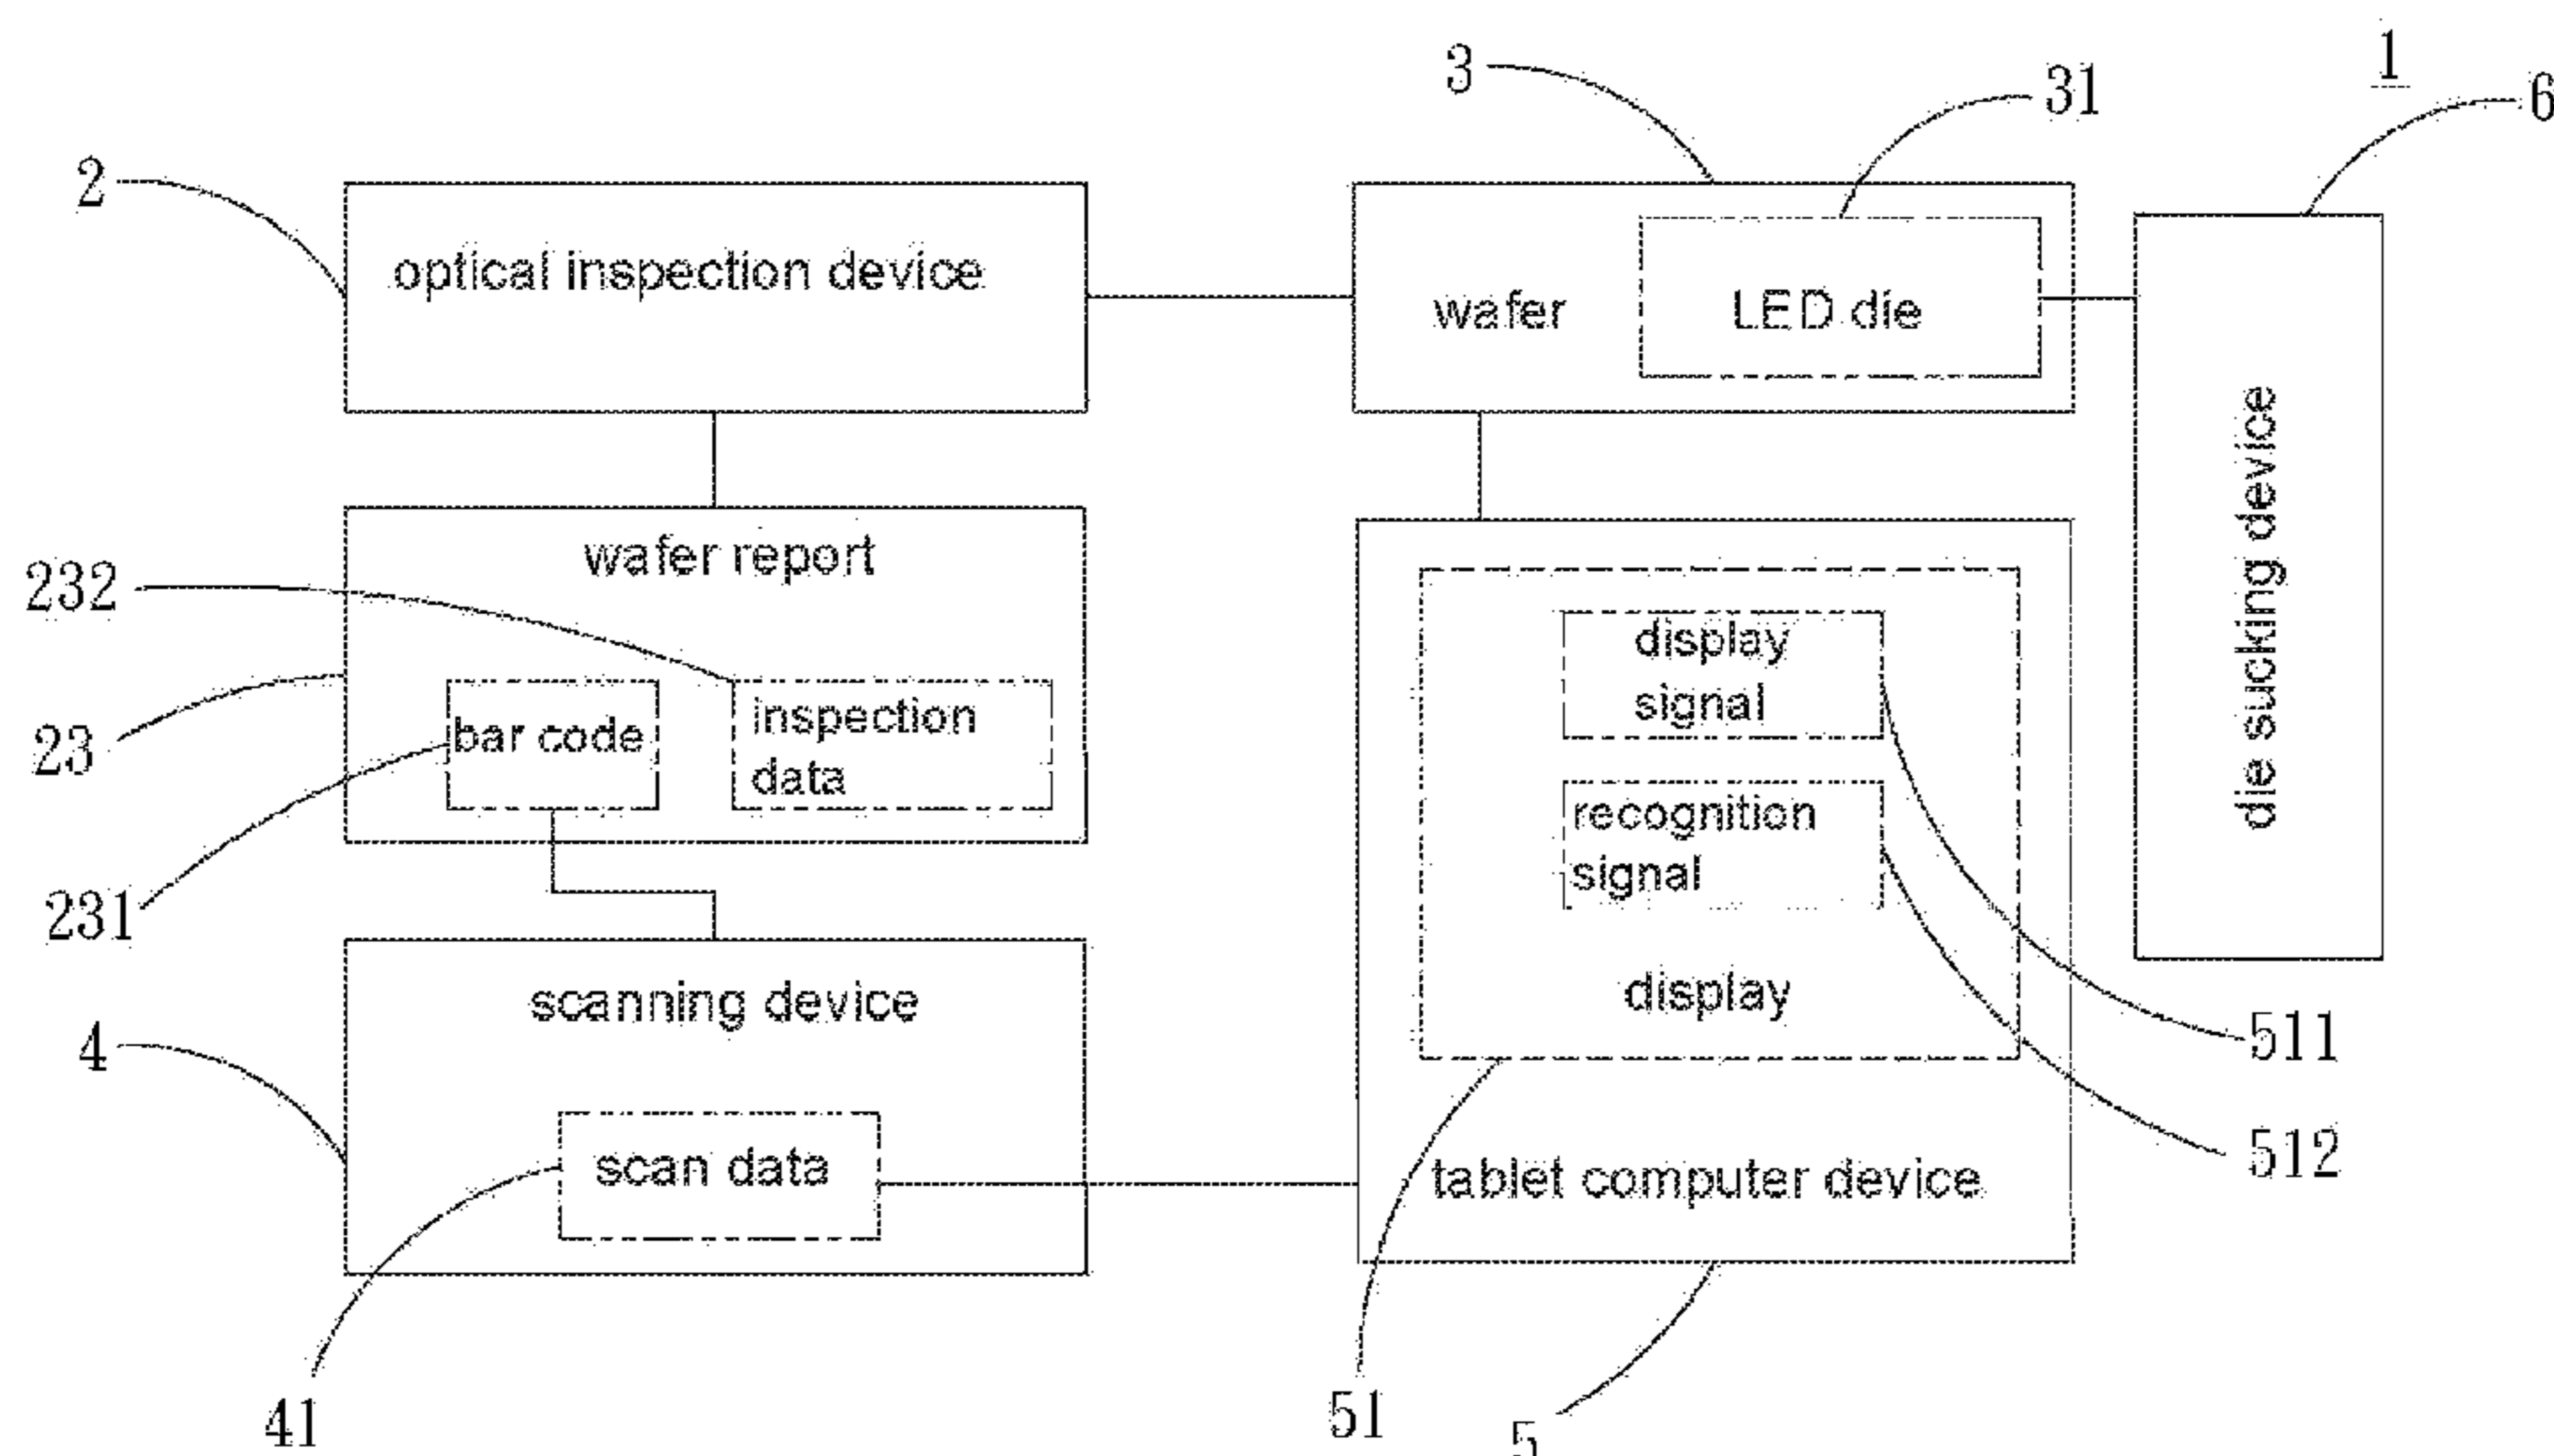 1
3
31
6
2
optical inspection device
wafer
LED die
die sucking device
wafer report
232
display
signal
23
bar code
inspection
data
recognition
signal
231
display
scanning device
4
511
scan data
tablet computer device
512
41
51
5